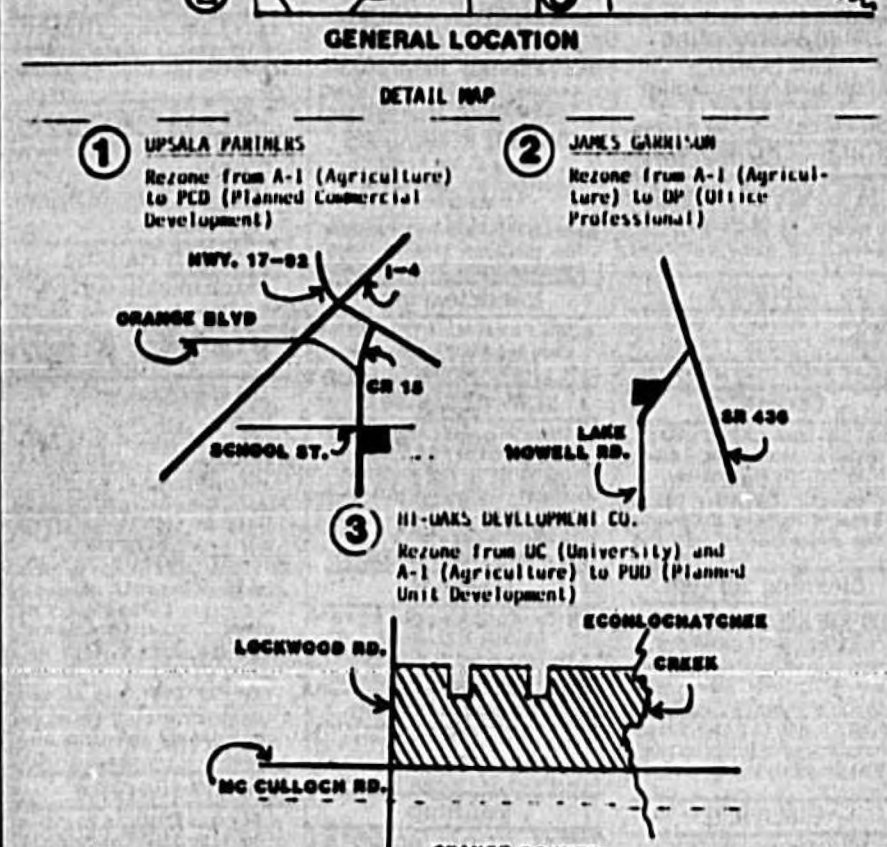 GENERAL LOCATION
DETAIL MAP
1
UPSALA PARTNERS
Rezone from A-1 (Agriculture)
to PCD (Planned Commercial
Development)
2
JAMES GARRISON
Rezone from A-1 (Agricul-
ture) to OP (Office
Professional)
HWY. 17-92
I-4
ORANGE BLVD
CR 15
SCHOOL ST.
SR 436
LAKE
HOWELL RD.
3
HI-OAKS DEVELOPMENT CO.
Rezone from UC (University) and
A-1 (Agriculture) to PUD (Planned
Unit Development)
ECONLOCHATCHEE
CREEK
LOCKWOOD RD.
MC CULLOCH RD.